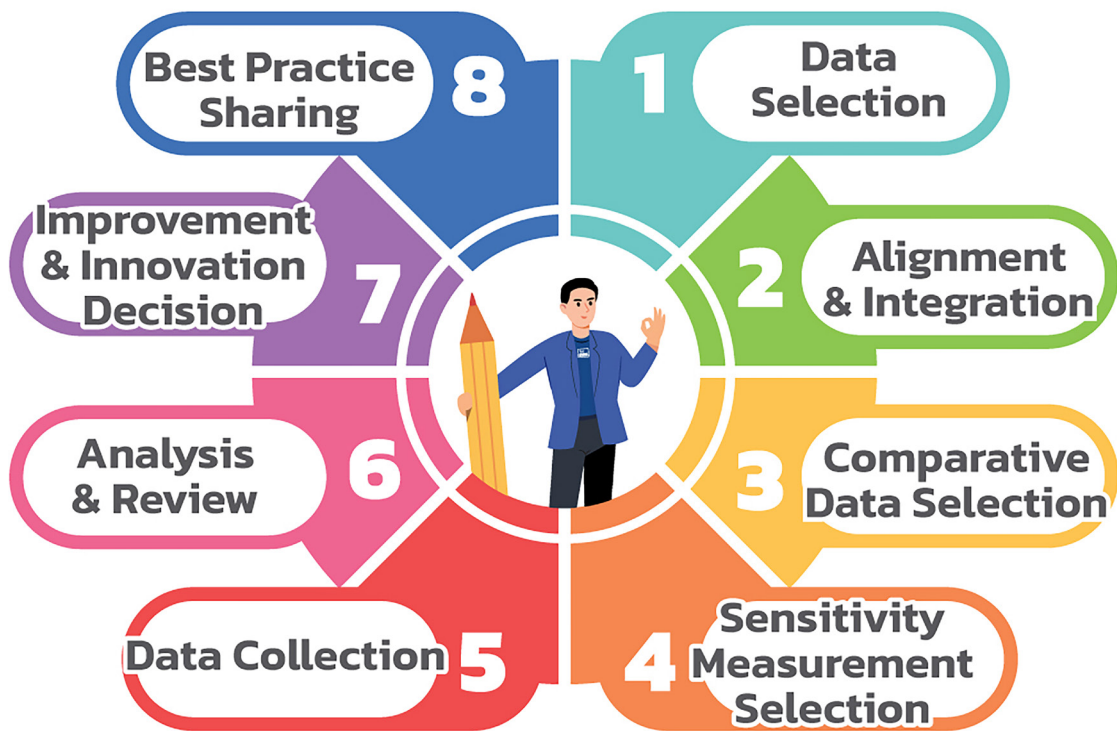 1
Data
Selection
2
Alignment
& Integration
3
Comparative
Data Selection
4
Sensitivity
Measurement
Selection
5
Data Collection
6
Analysis
& Review
7
Improvement
& Innovation
Decision
8
Best Practice
Sharing